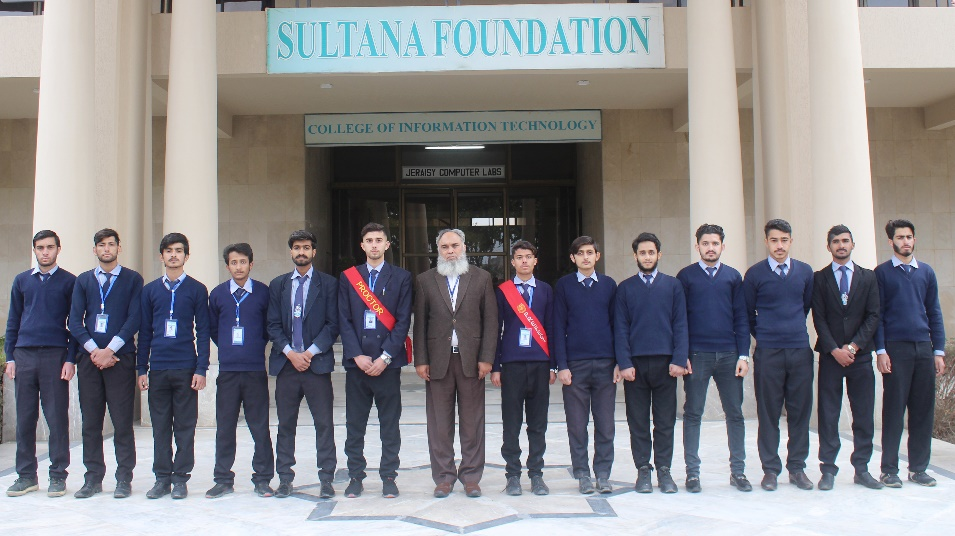 SULTANA FOUNDATION
COLLEGE OF INFORMATION TECHNOLOGY
JERAISY COMPUTER LABS
PROCTOR